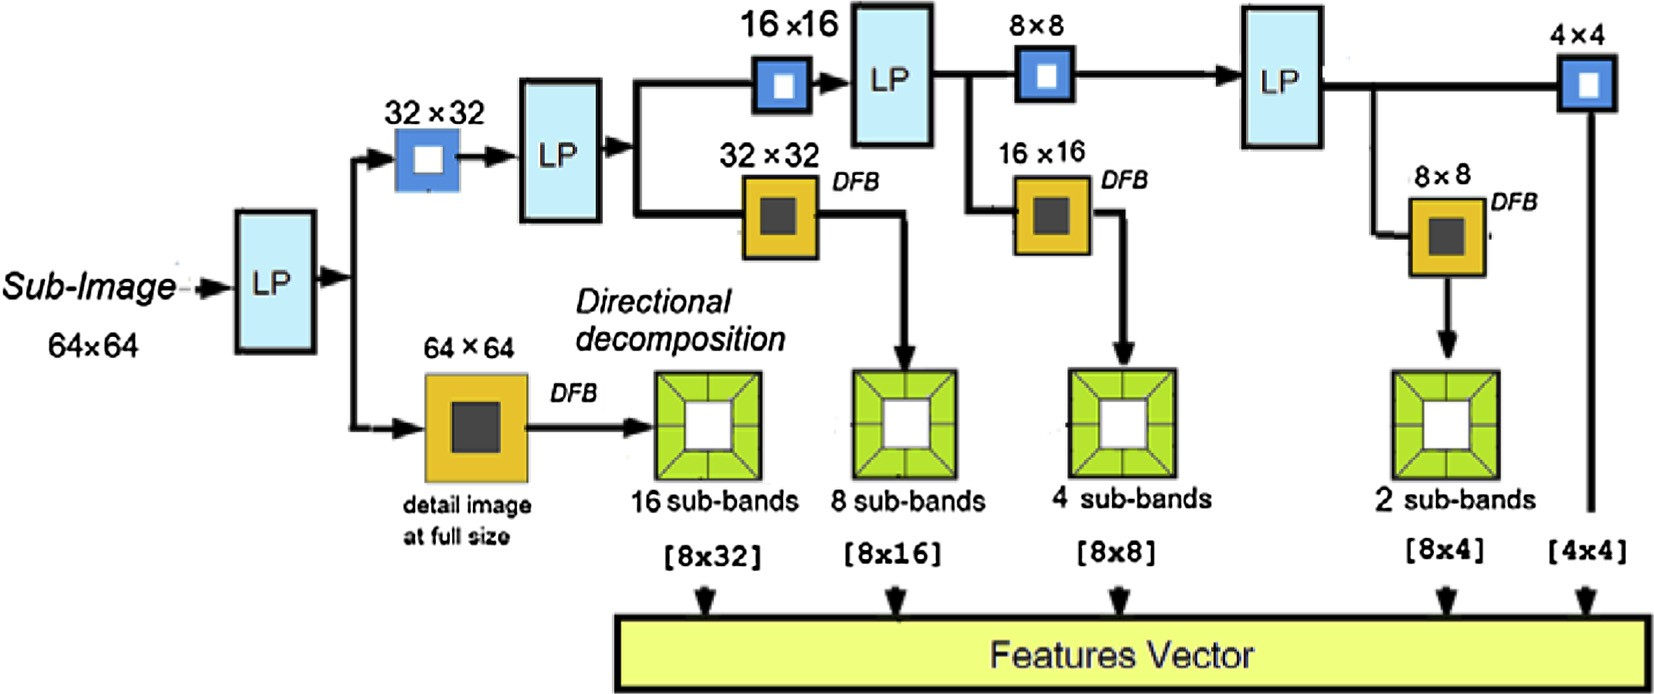 16 ×16
8×8
4×4
LP
LP
32 ×32
LP
32 ×32
DFB
16 ×16
DFB
8×8
DFB
Sub-Image
64×64
LP
Directional
decomposition
64 ×64
DFB
detail image
at full size
16 sub-bands
8 sub-bands
4 sub-bands
2 sub-bands
[8x32]
[8x16]
[8x8]
[8x4]
[4x4]
Features Vector